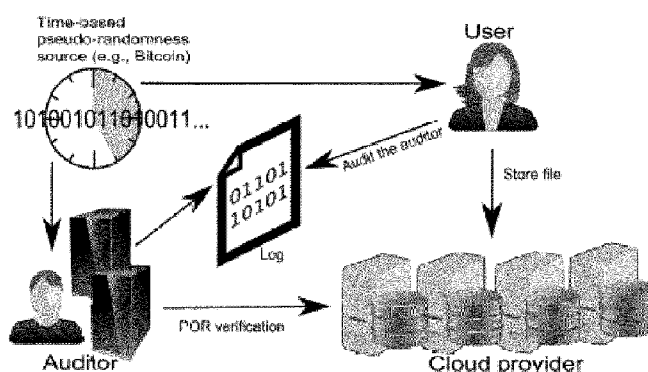 Time-based
pseudo-randomness
source (e.g., Bitcoin)
User
101001011010011...
Audit the auditor
01101
10101
Store file
Log
POR verification
Auditor
Cloud provider